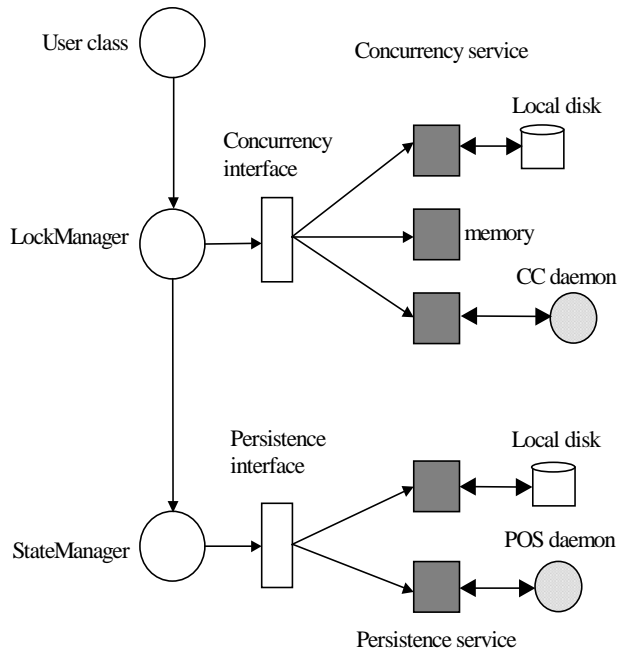 User class
Concurrency service
Local disk
Concurrency
interface
LockManager
memory
CC daemon
Persistence
interface
Local disk
StateManager
POS daemon
Persistence service